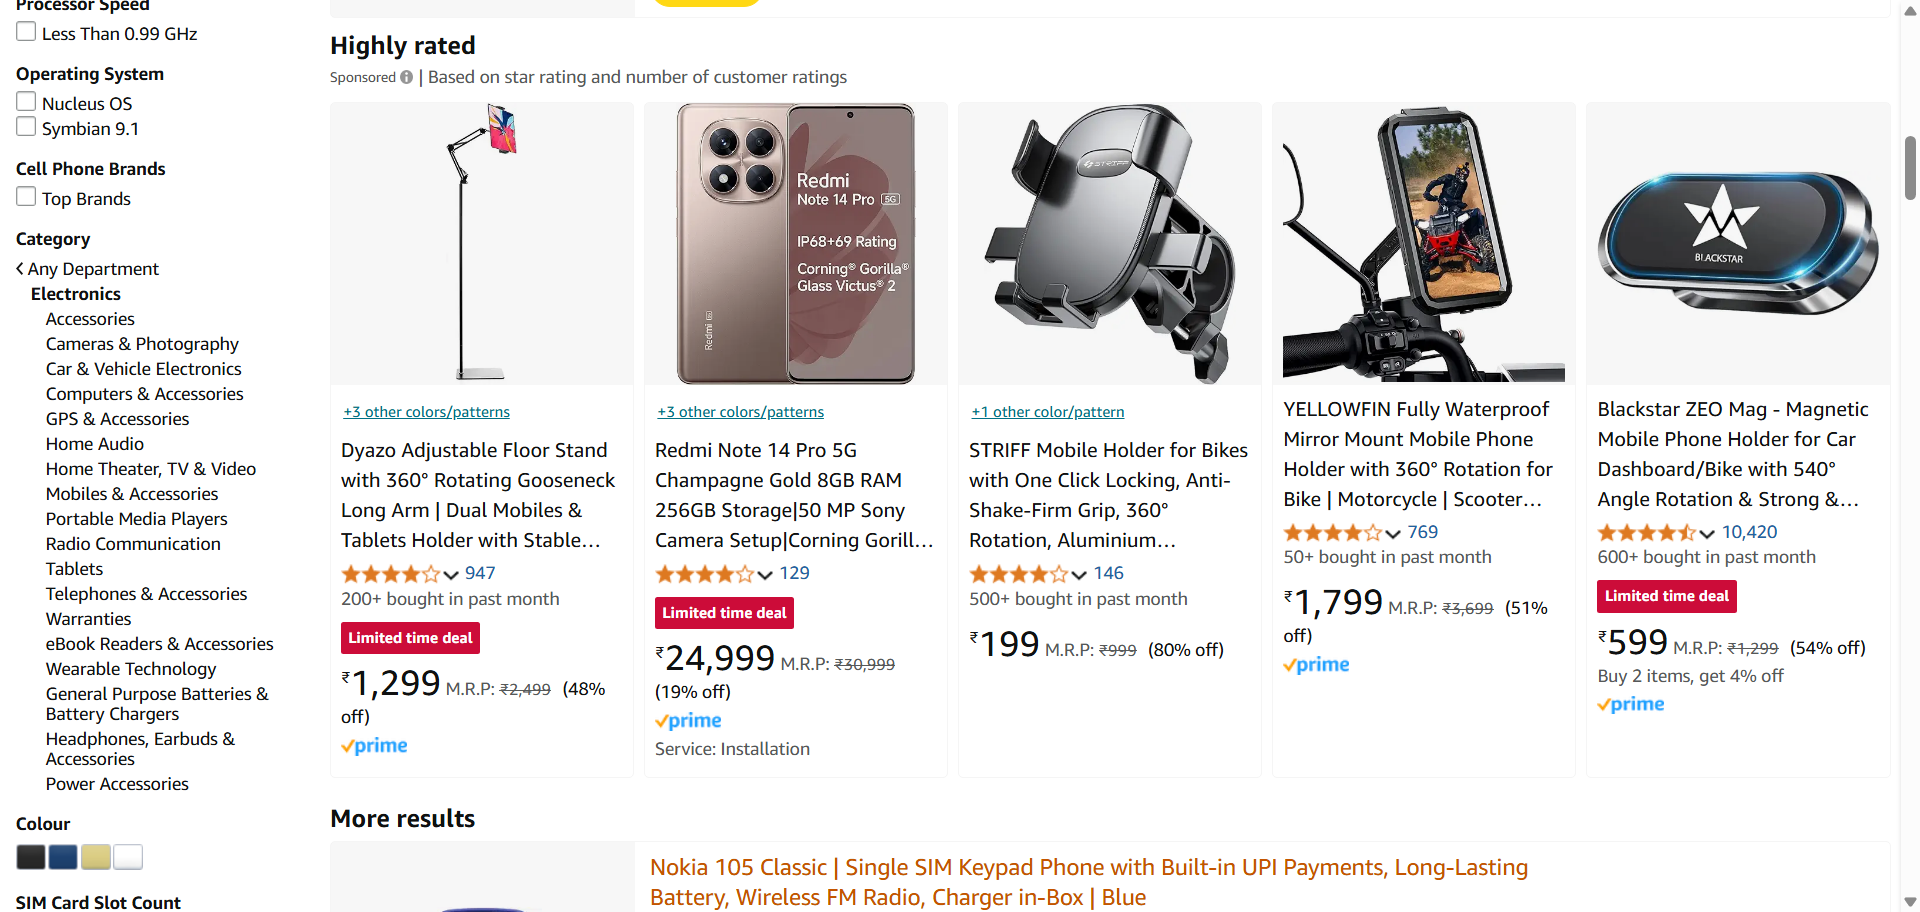 Processor Speed
Less Than 0.99 GHz
Operating System
Nucleus OS
Symbian 9.1
Cell Phone Brands
Top Brands
Category
Any Department
Electronics
Accessories
Cameras & Photography
Car & Vehicle Electronics
Computers & Accessories
GPS & Accessories
Home Audio
Home Theater, TV & Video
Mobiles & Accessories
Portable Media Players
Radio Communication
Tablets
Telephones & Accessories
Warranties
eBook Readers & Accessories
Wearable Technology
General Purpose Batteries &
Battery Chargers
Headphones, Earbuds &
Accessories
Power Accessories
Colour
SIM Card Slot Count
Highly rated
Sponsored | Based on star rating and number of customer ratings
+3 other colors/patterns
Dyazo Adjustable Floor Stand
with 360° Rotating Gooseneck
Long Arm | Dual Mobiles &
Tablets Holder with Stable…
947
200+ bought in past month
Limited time deal
₹1,299 M.R.P: ₹2,499 (48%
off)
prime
Redmi
Note 14 Pro 5G
IP68+69 Rating
Corning® Gorilla®
Glass Victus® 2
Redmi 5G
+3 other colors/patterns
Redmi Note 14 Pro 5G
Champagne Gold 8GB RAM
256GB Storage|50 MP Sony
Camera Setup|Corning Gorill…
129
Limited time deal
₹24,999 M.R.P: ₹30,999
(19% off)
prime
Service: Installation
STRIFF
+1 other color/pattern
STRIFF Mobile Holder for Bikes
with One Click Locking, Anti-
Shake-Firm Grip, 360°
Rotation, Aluminium…
146
500+ bought in past month
₹199 M.R.P: ₹999 (80% off)
YELLOWFIN Fully Waterproof
Mirror Mount Mobile Phone
Holder with 360° Rotation for
Bike | Motorcycle | Scooter…
769
50+ bought in past month
₹1,799 M.R.P: ₹3,699 (51%
off)
prime
BLACKSTAR
Blackstar ZEO Mag - Magnetic
Mobile Phone Holder for Car
Dashboard/Bike with 540°
Angle Rotation & Strong &…
10,420
600+ bought in past month
Limited time deal
₹599 M.R.P: ₹1,299 (54% off)
Buy 2 items, get 4% off
prime
More results
Nokia 105 Classic | Single SIM Keypad Phone with Built-in UPI Payments, Long-Lasting
Battery, Wireless FM Radio, Charger in-Box | Blue